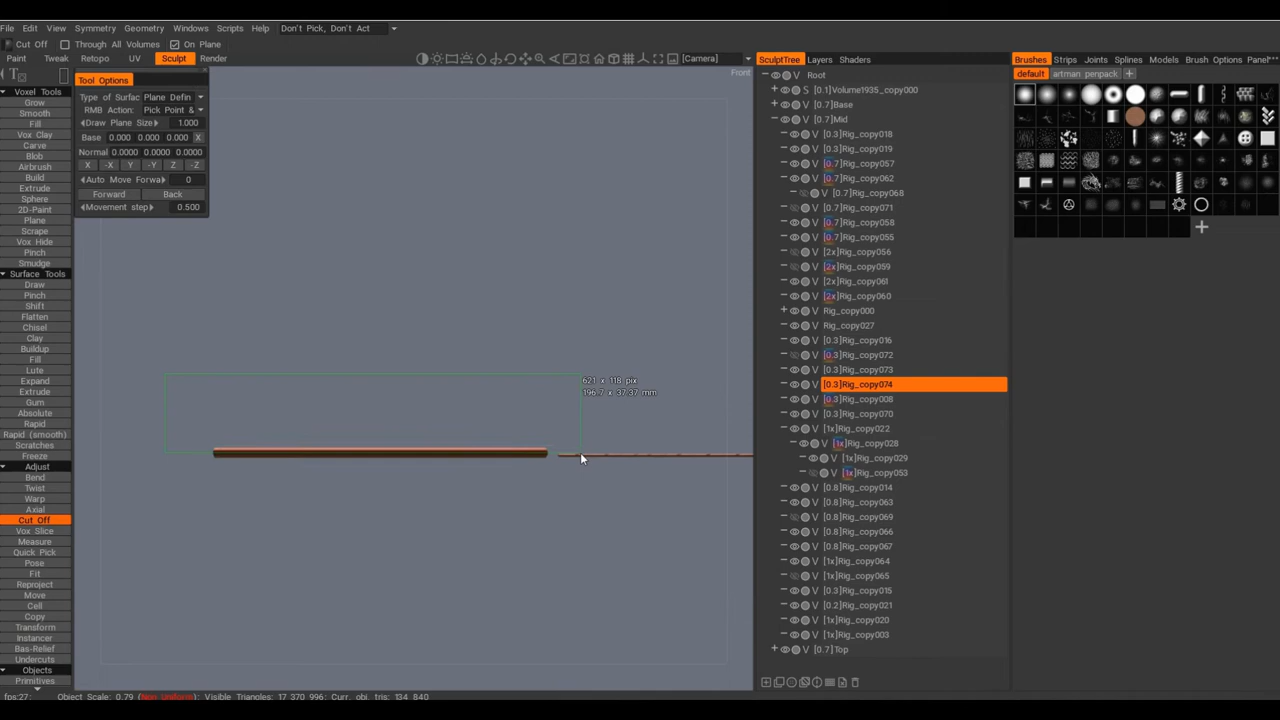 File Edit View Symmetry Geometry Windows Scripts Help Don't Pick, Don't Act
Cut Off Through All Volumes On Plane
Paint Tweak Retopo UV Sculpt Render [Camera]
Front
Tool Options
Type of Surfac Plane Defin
RMB Action: Pick Point &
Draw Plane Size 1.000
Base 0.000 0.000 0.000 X
Normal 0.0000 0.0000 0.0000
X -X Y -Y Z -Z
Auto Move Forwa 0
Forward Back
Movement step 0.500
Voxel Tools
Grow
Smooth
Fill
Vox Clay
Carve
Blob
Airbrush
Build
Extrude
Sphere
2D-Paint
Plane
Scrape
Vox Hide
Pinch
Smudge
Surface Tools
Draw
Pinch
Shift
Flatten
Chisel
Clay
Buildup
Fill
Lute
Expand
Extrude
Gum
Absolute
Rapid
Rapid (smooth)
Scratches
Freeze
Adjust
Bend
Twist
Warp
Axial
Cut Off
Vox Slice
Measure
Quick Pick
Pose
Fit
Reproject
Move
Cell
Copy
Transform
Instancer
Bas-Relief
Undercuts
Objects
Primitives
621 x 118 pix
196.7 x 37.37 mm
SculptTree Layers Shaders
V Root
S [0.1]Volume1935_copy000
V [0.7]Base
V [0.7]Mid
V [0.3]Rig_copy018
V [0.3]Rig_copy019
V [0.7]Rig_copy057
V [0.7]Rig_copy062
V [0.7]Rig_copy068
V [0.7]Rig_copy071
V [0.7]Rig_copy058
V [0.7]Rig_copy055
V [2x]Rig_copy056
V [2x]Rig_copy059
V [2x]Rig_copy061
V [2x]Rig_copy060
V Rig_copy000
V Rig_copy027
V [0.3]Rig_copy016
V [0.3]Rig_copy072
V [0.3]Rig_copy073
V [0.3]Rig_copy074
V [0.3]Rig_copy008
V [0.3]Rig_copy070
V [1x]Rig_copy022
V [1x]Rig_copy028
V [1x]Rig_copy029
V [1x]Rig_copy053
V [0.8]Rig_copy014
V [0.8]Rig_copy063
V [0.8]Rig_copy069
V [0.8]Rig_copy066
V [0.8]Rig_copy067
V [1x]Rig_copy064
V [1x]Rig_copy065
V [0.3]Rig_copy015
V [0.2]Rig_copy021
V [1x]Rig_copy020
V [1x]Rig_copy003
V [0.7]Top
Brushes Strips Joints Splines Models Brush Options Panel"
default artman penpack +
fps:27; Object Scale: 0.79 (Non Uniform); Visible Triangles: 17 370 996; Curr. obj. tris: 134 840